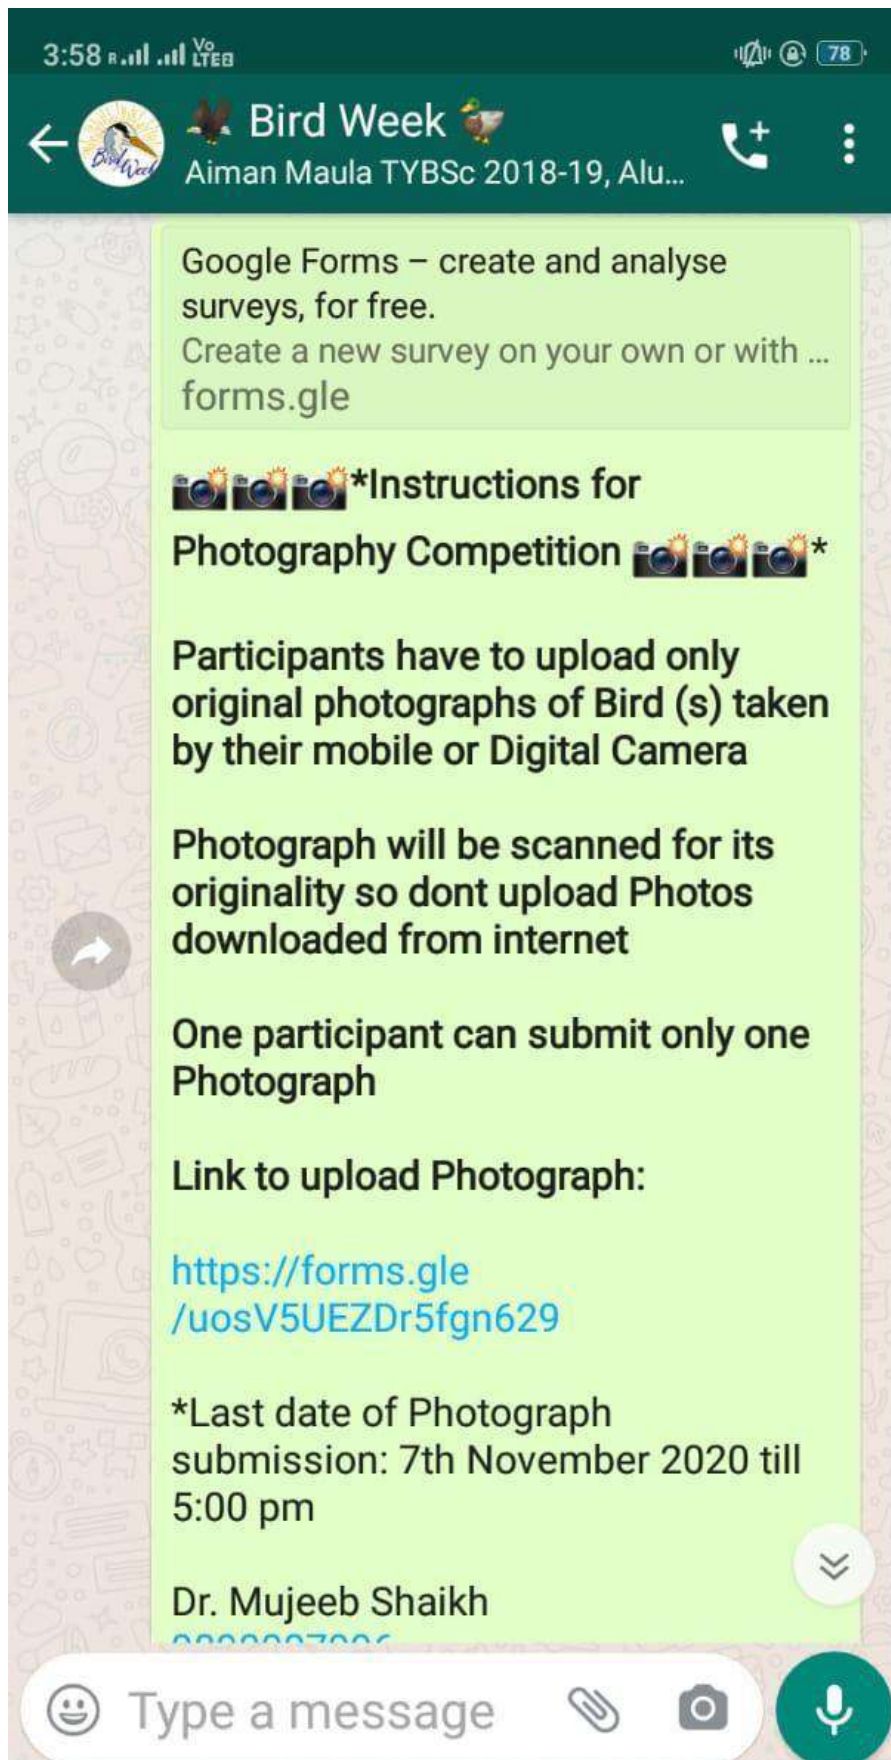 3:58 R VoLTE 78
Bird Week
Aiman Maula TYBSc 2018-19, Alu...
Bird Week
Google Forms – create and analyse
surveys, for free.
Create a new survey on your own or with ...
forms.gle
*Instructions for
Photography Competition *
Participants have to upload only
original photographs of Bird (s) taken
by their mobile or Digital Camera
Photograph will be scanned for its
originality so dont upload Photos
downloaded from internet
One participant can submit only one
Photograph
Link to upload Photograph:
https://forms.gle
/uosV5UEZDr5fgn629
*Last date of Photograph
submission: 7th November 2020 till
5:00 pm
Dr. Mujeeb Shaikh
Type a message